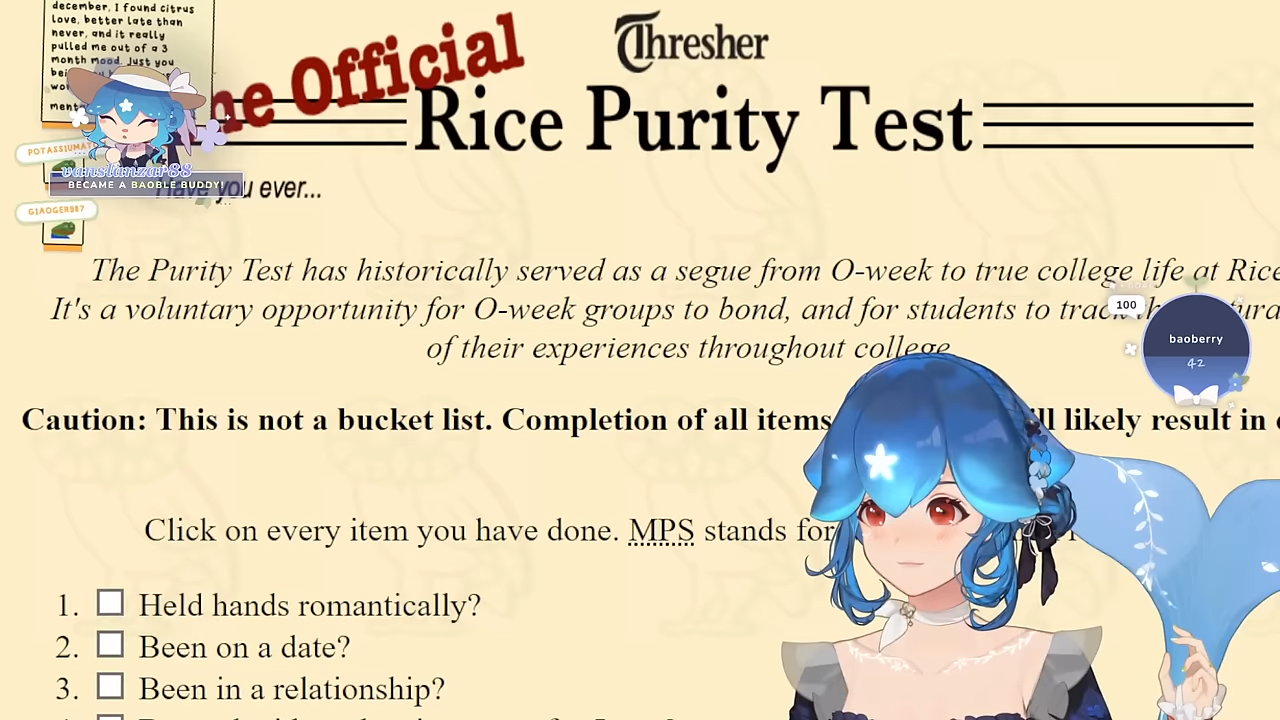 december, I found citrus
love, better late than
never, and it really
pulled me out of a 3
month mood. Just you
ne Official
Thresher
Rice Purity Test
vanslanzar88
BECAME A BAOBLE BUDDY!
Have you ever...
GIAOGER987
The Purity Test has historically served as a segue from O-week to true college life at Rice
It's a voluntary opportunity for O-week groups to bond, and for students to track
of their experiences throughout college
100
baoberry
42
Caution: This is not a bucket list. Completion of all items will likely result in
Click on every item you have done. MPS stands for
1. Held hands romantically?
2. Been on a date?
3. Been in a relationship?